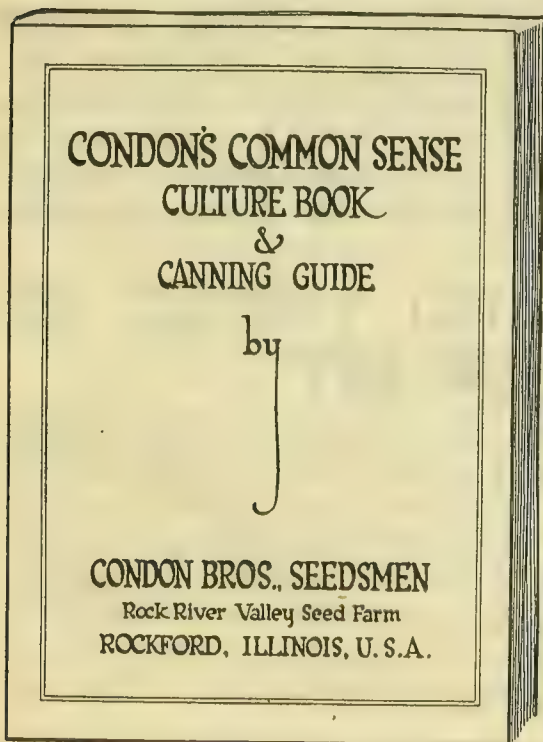 CONDON'S COMMON SENSE
CULTURE BOOK
&
CANNING GUIDE
by
CONDON BROS., SEEDSMEN
Rock River Valley Seed Farm
ROCKFORD, ILLINOIS, U.S.A.